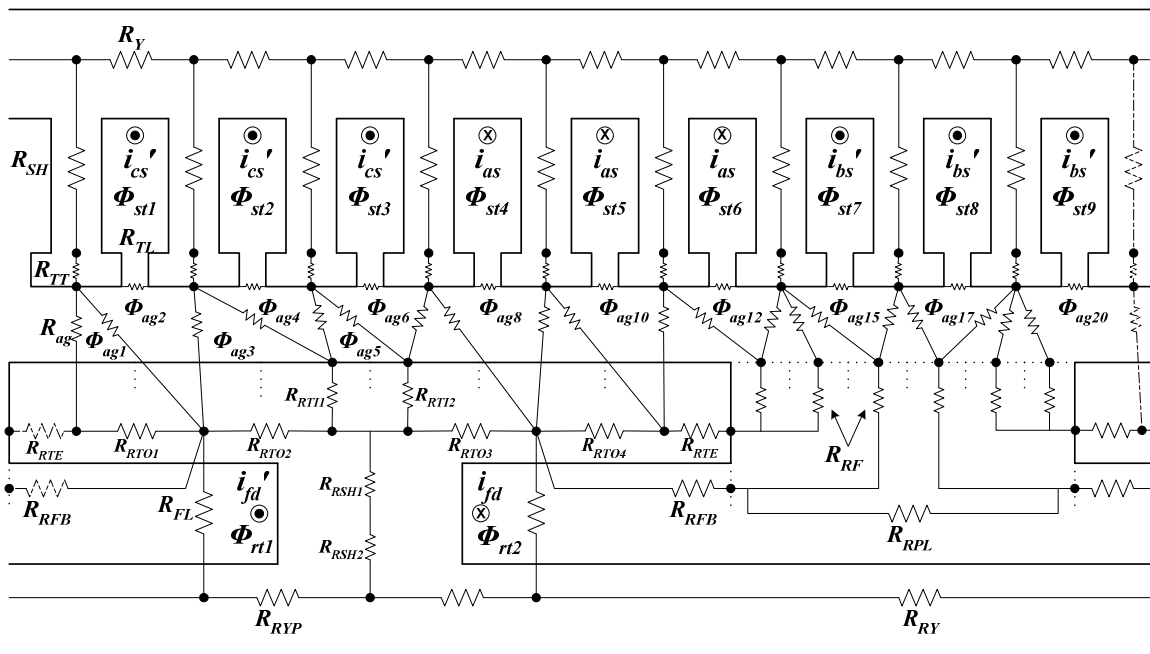 R_Y
R_SH
i_cs' i_cs' i_cs' i_as i_as i_as i_bs' i_bs' i_bs'
Φ_st1 Φ_st2 Φ_st3 Φ_st4 Φ_st5 Φ_st6 Φ_st7 Φ_st8 Φ_st9
R_TL
R_TT
Φ_ag2 Φ_ag4 Φ_ag6 Φ_ag8 Φ_ag10 Φ_ag12 Φ_ag15 Φ_ag17 Φ_ag20
R_ag Φ_ag1 Φ_ag3 Φ_ag5
R_RTI1 R_RTI2
R_RTE R_RTO1 R_RTO2 R_RTO3 R_RTO4 R_RTE R_RF
R_RFB R_FL i_fd' R_RSH1 i_fd R_RFB
Φ_rt1 R_RSH2 Φ_rt2 R_RPL
R_RYP R_RY